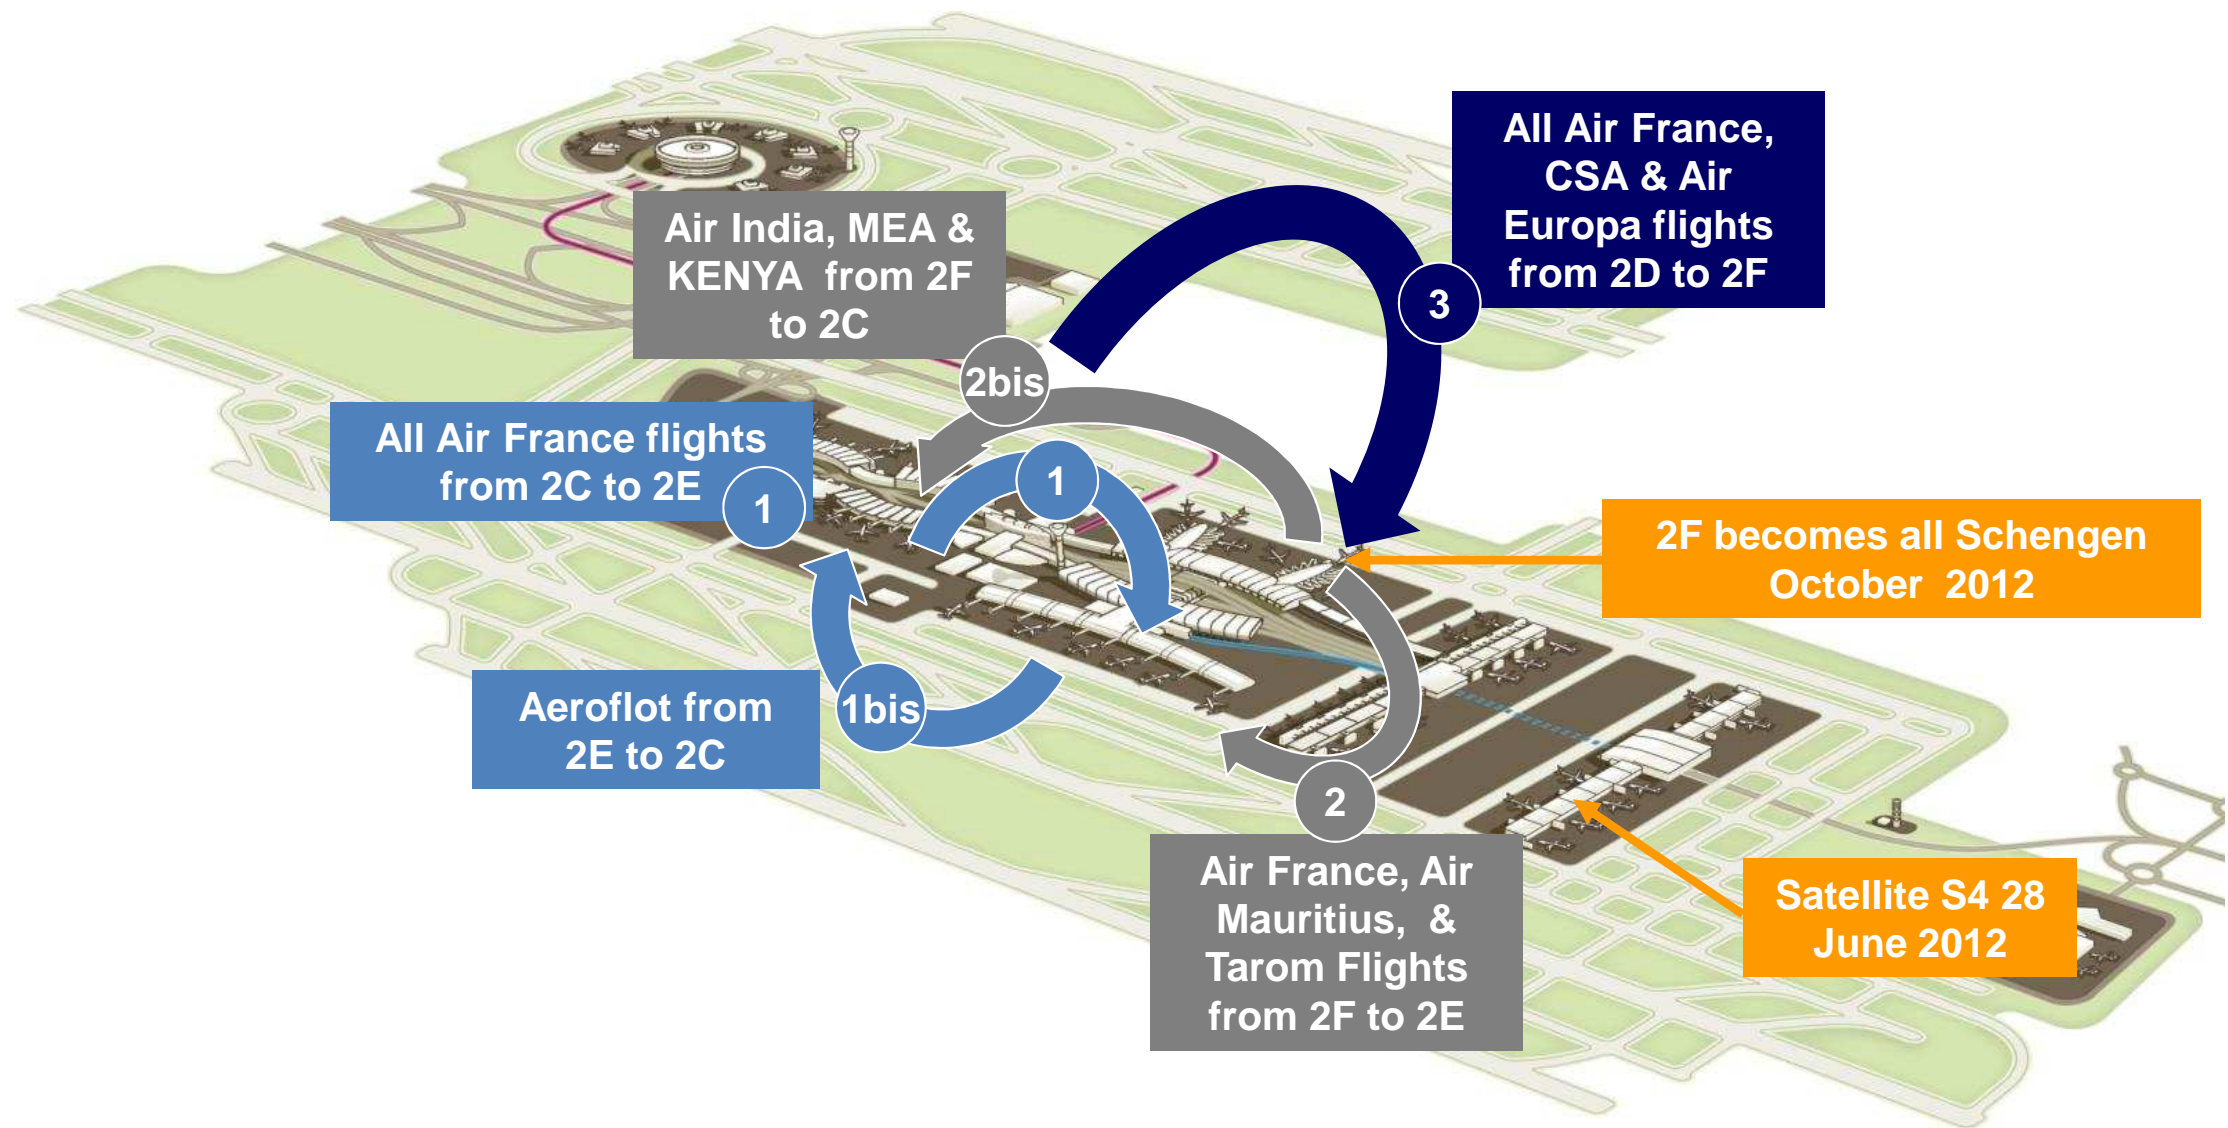 All Air France,
CSA & Air
Europa flights
from 2D to 2F
3
Air India, MEA &
KENYA from 2F
to 2C
2bis
All Air France flights
from 2C to 2E
1
1
2F becomes all Schengen
October 2012
Aeroflot from
2E to 2C
1bis
2
Air France, Air
Mauritius, &
Tarom Flights
from 2F to 2E
Satellite S4 28
June 2012